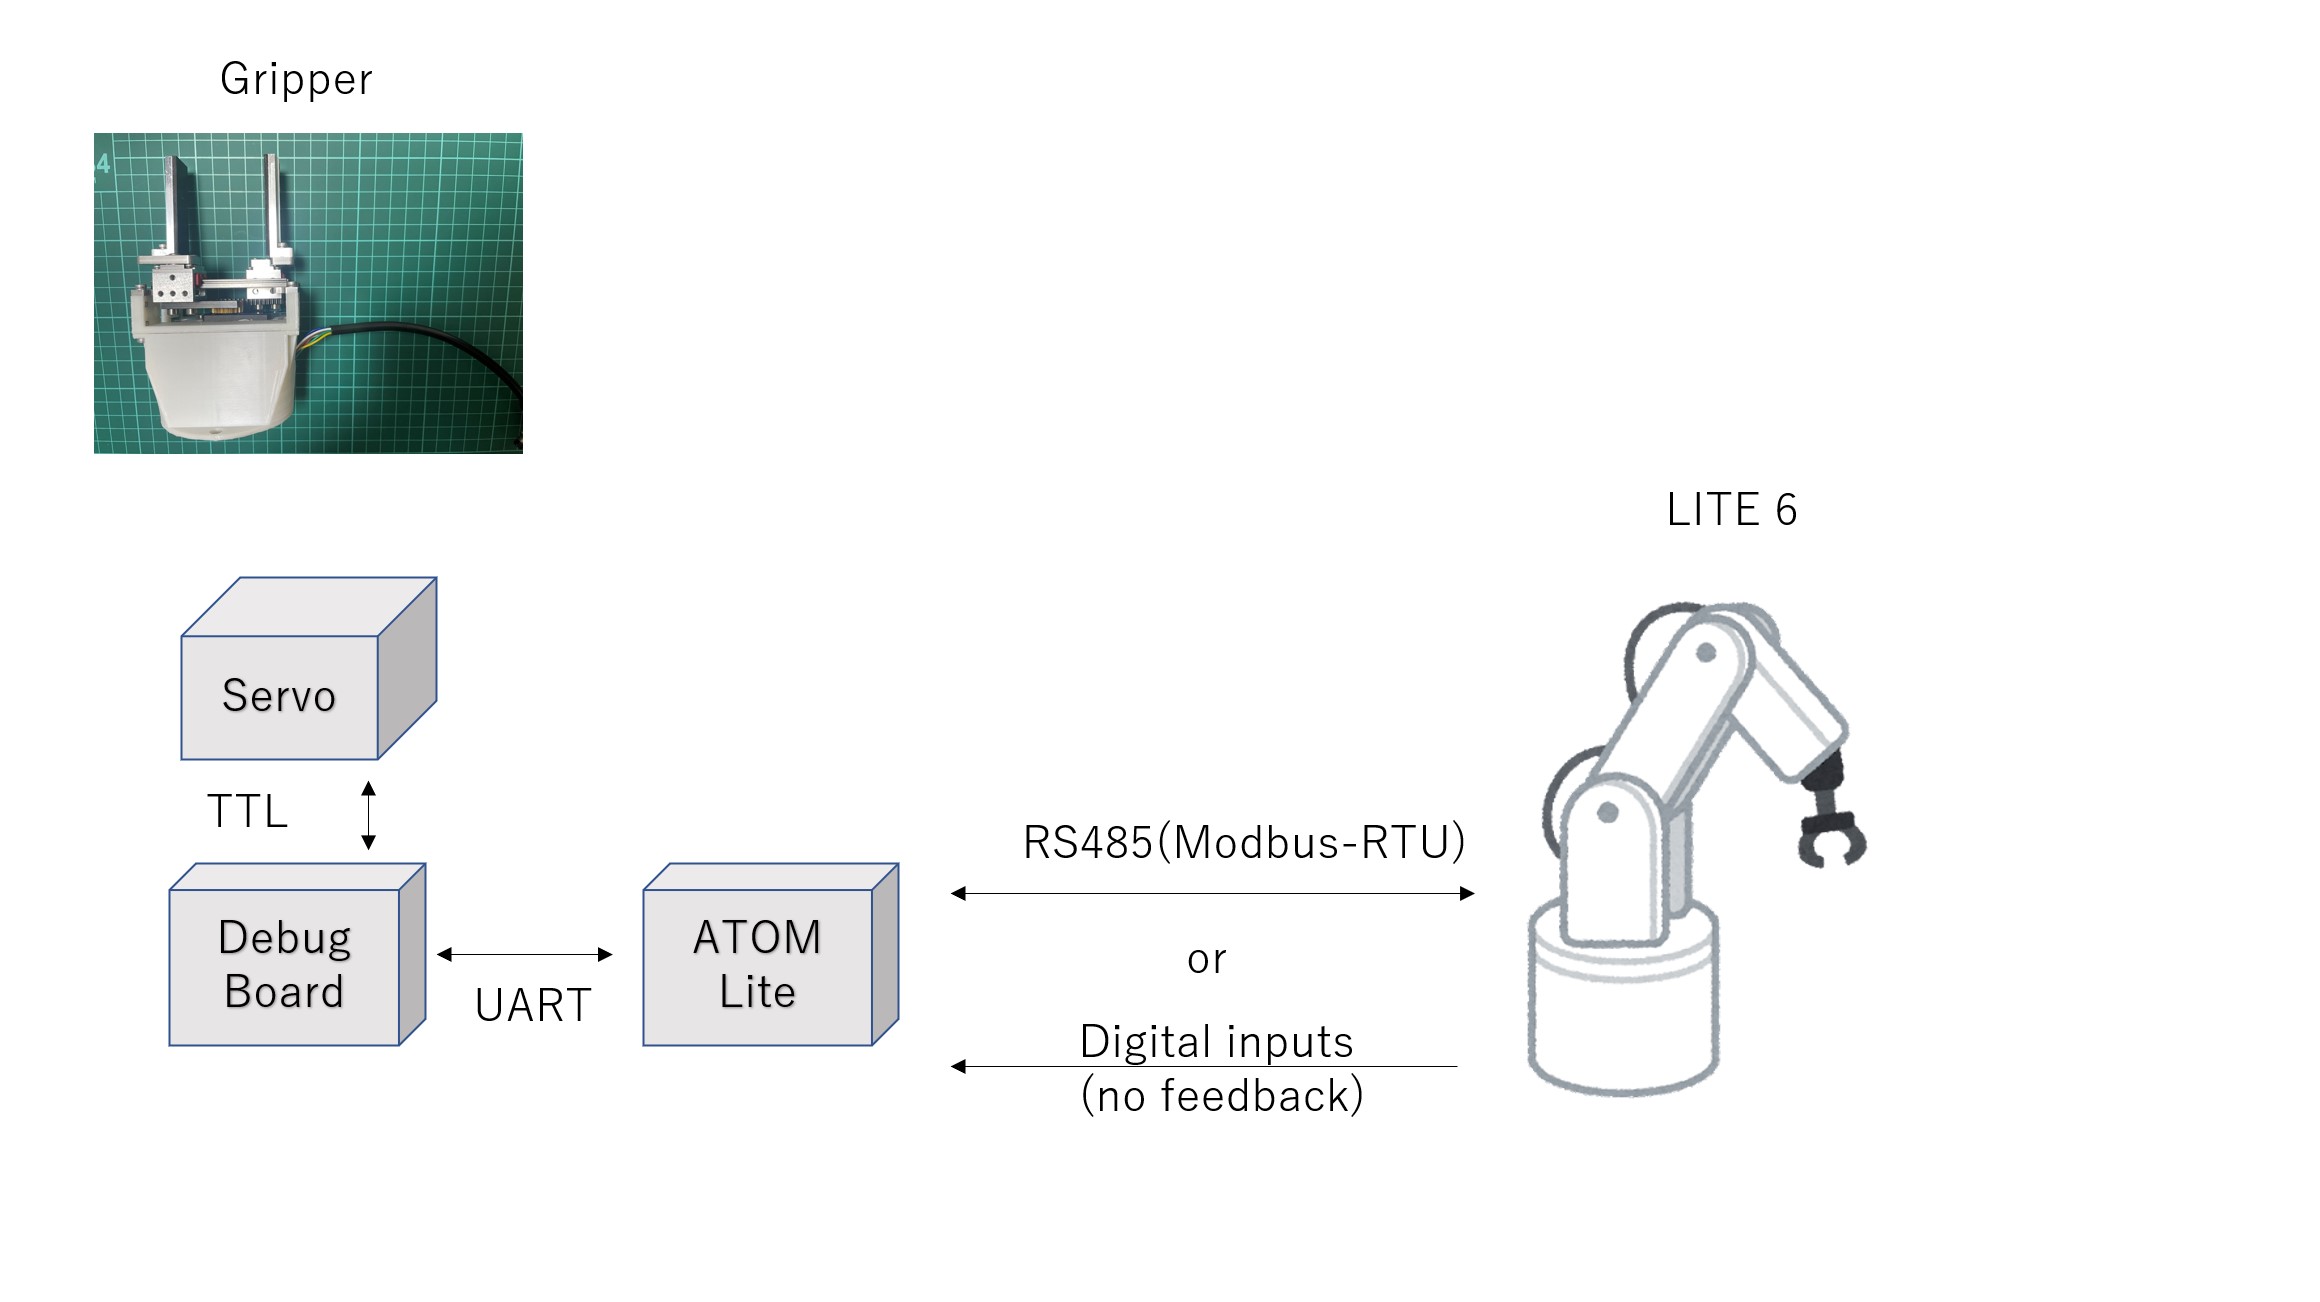 Gripper
4
LITE 6
Servo
TTL
RS485(Modbus-RTU)
Debug
Board
ATOM
Lite
or
UART
Digital inputs
(no feedback)